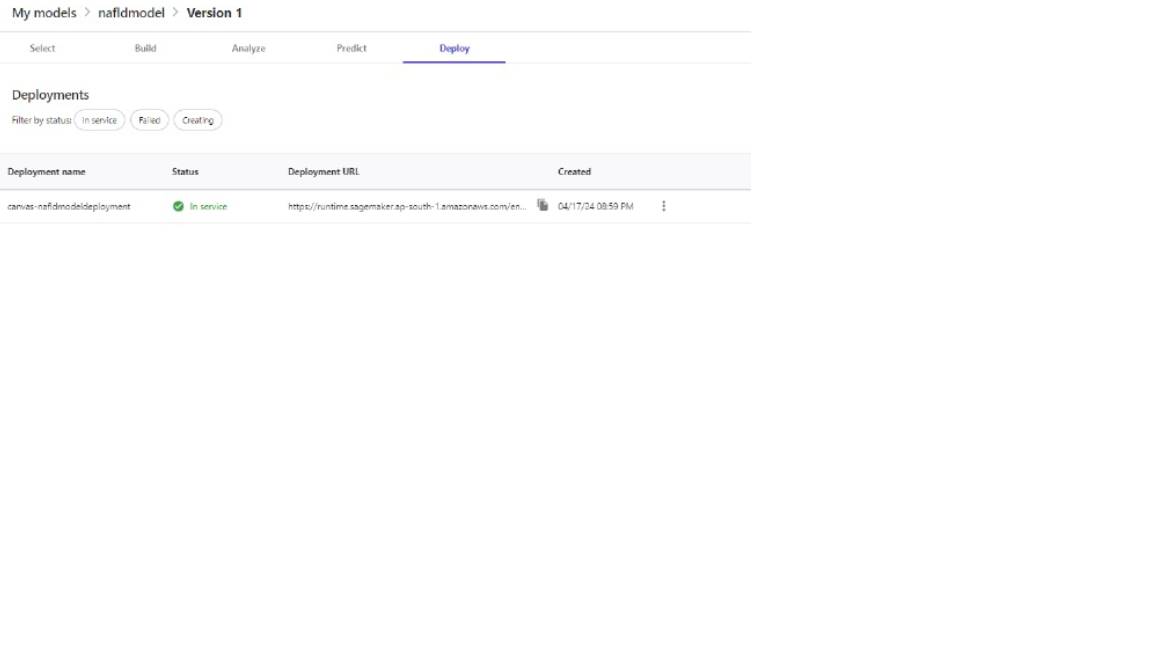 My models > nafldmodel > Version 1
Select Build Analyze Predict Deploy
Deployments
Filter by status: In service Failed Creating
Deployment name Status Deployment URL Created
canvas-nafldmodeldeployment In service https://runtime.sagemaker.ap-south-1.amazonaws.com/en... 04/17/24 08:59 PM